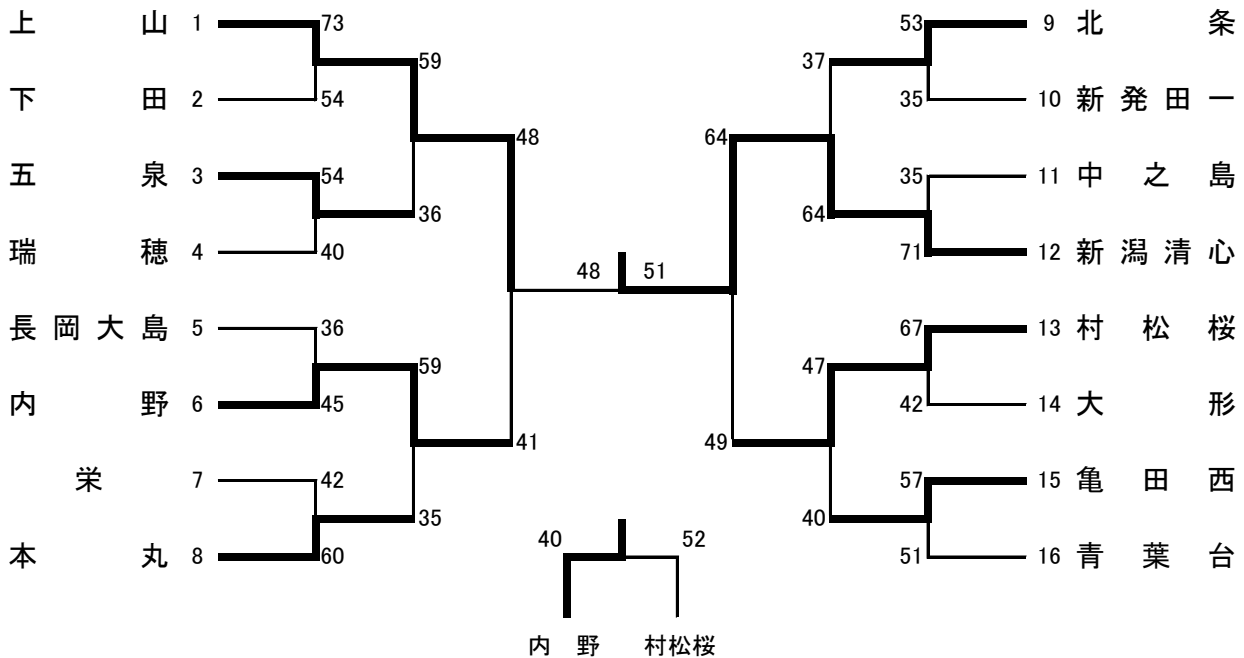 上山 1 73
59
下田 2 54
48
五泉 3 54
36
瑞穂 4 40
長岡大島 5 36
59
内野 6 45
41
栄 7 42
35
本丸 8 60
48 51
53 9 北条
37
35 10 新発田一
64
35 11 中之島
64
71 12 新潟清心
67 13 村松桜
47
42 14 大形
49
57 15 亀田西
40
51 16 青葉台
40 52
内野 村松桜